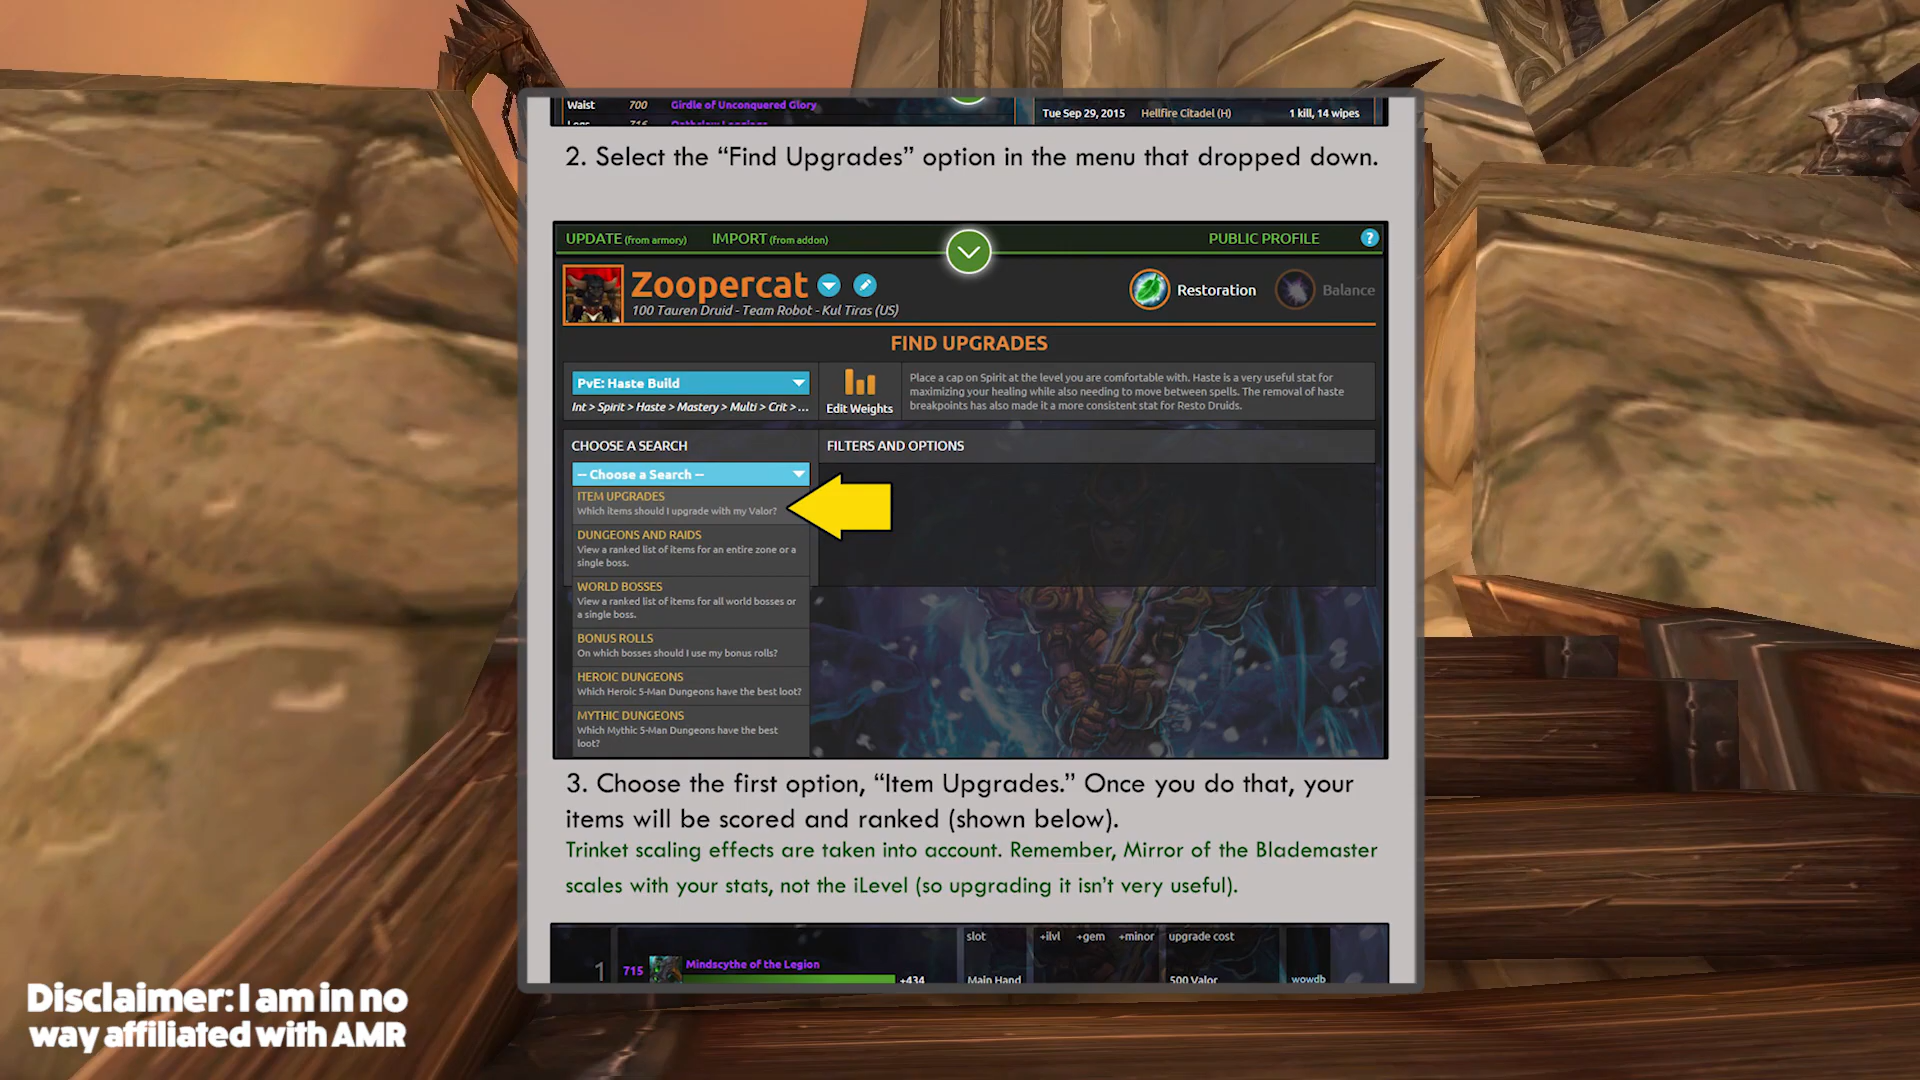 Waist 700 Girdle of Unconquered Glory
Tue Sep 29, 2015 Hellfire Citadel (H) 1 kill, 14 wipes
2. Select the “Find Upgrades” option in the menu that dropped down.
UPDATE (from armory) IMPORT (from addon) PUBLIC PROFILE ?
Zoopercat
100 Tauren Druid - Team Robot - Kul Tiras (US)
Restoration Balance
FIND UPGRADES
PvE: Haste Build
Int > Spirit > Haste > Mastery > Multi > Crit > ...
Edit Weights
Place a cap on Spirit at the level you are comfortable with. Haste is a very useful stat for
maximizing your healing while also needing to move between spells. The removal of haste
breakpoints has also made it a more consistent stat for Resto Druids.
CHOOSE A SEARCH
FILTERS AND OPTIONS
-- Choose a Search --
ITEM UPGRADES
Which items should I upgrade with my Valor?
DUNGEONS AND RAIDS
View a ranked list of items for an entire zone or a
single boss.
WORLD BOSSES
View a ranked list of items for all world bosses or
a single boss.
BONUS ROLLS
On which bosses should I use my bonus rolls?
HEROIC DUNGEONS
Which Heroic 5-Man Dungeons have the best loot?
MYTHIC DUNGEONS
Which Mythic 5-Man Dungeons have the best
loot?
3. Choose the first option, “Item Upgrades.” Once you do that, your
items will be scored and ranked (shown below).
Trinket scaling effects are taken into account. Remember, Mirror of the Blademaster
scales with your stats, not the iLevel (so upgrading it isn’t very useful).
slot +ilvl +gem +minor upgrade cost
1 715 Mindscythe of the Legion +434 Main Hand 500 Valor wowdb
Disclaimer: I am in no
way affiliated with AMR